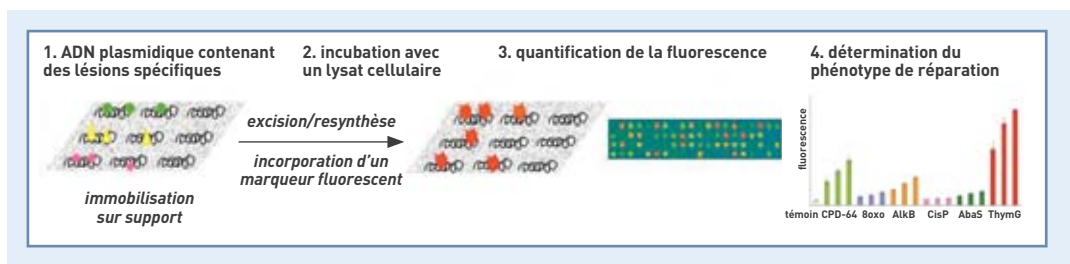 1. ADN plasmidique contenant
des lésions spécifiques
2. incubation avec
un lysat cellulaire
3. quantification de la fluorescence
4. détermination du
phénotype de réparation
excision/resynthèse
incorporation d'un
marqueur fluorescent
immobilisation
sur support
fluorescence
témoin CPD-64 8oxo AlkB CisP AbaS ThymG